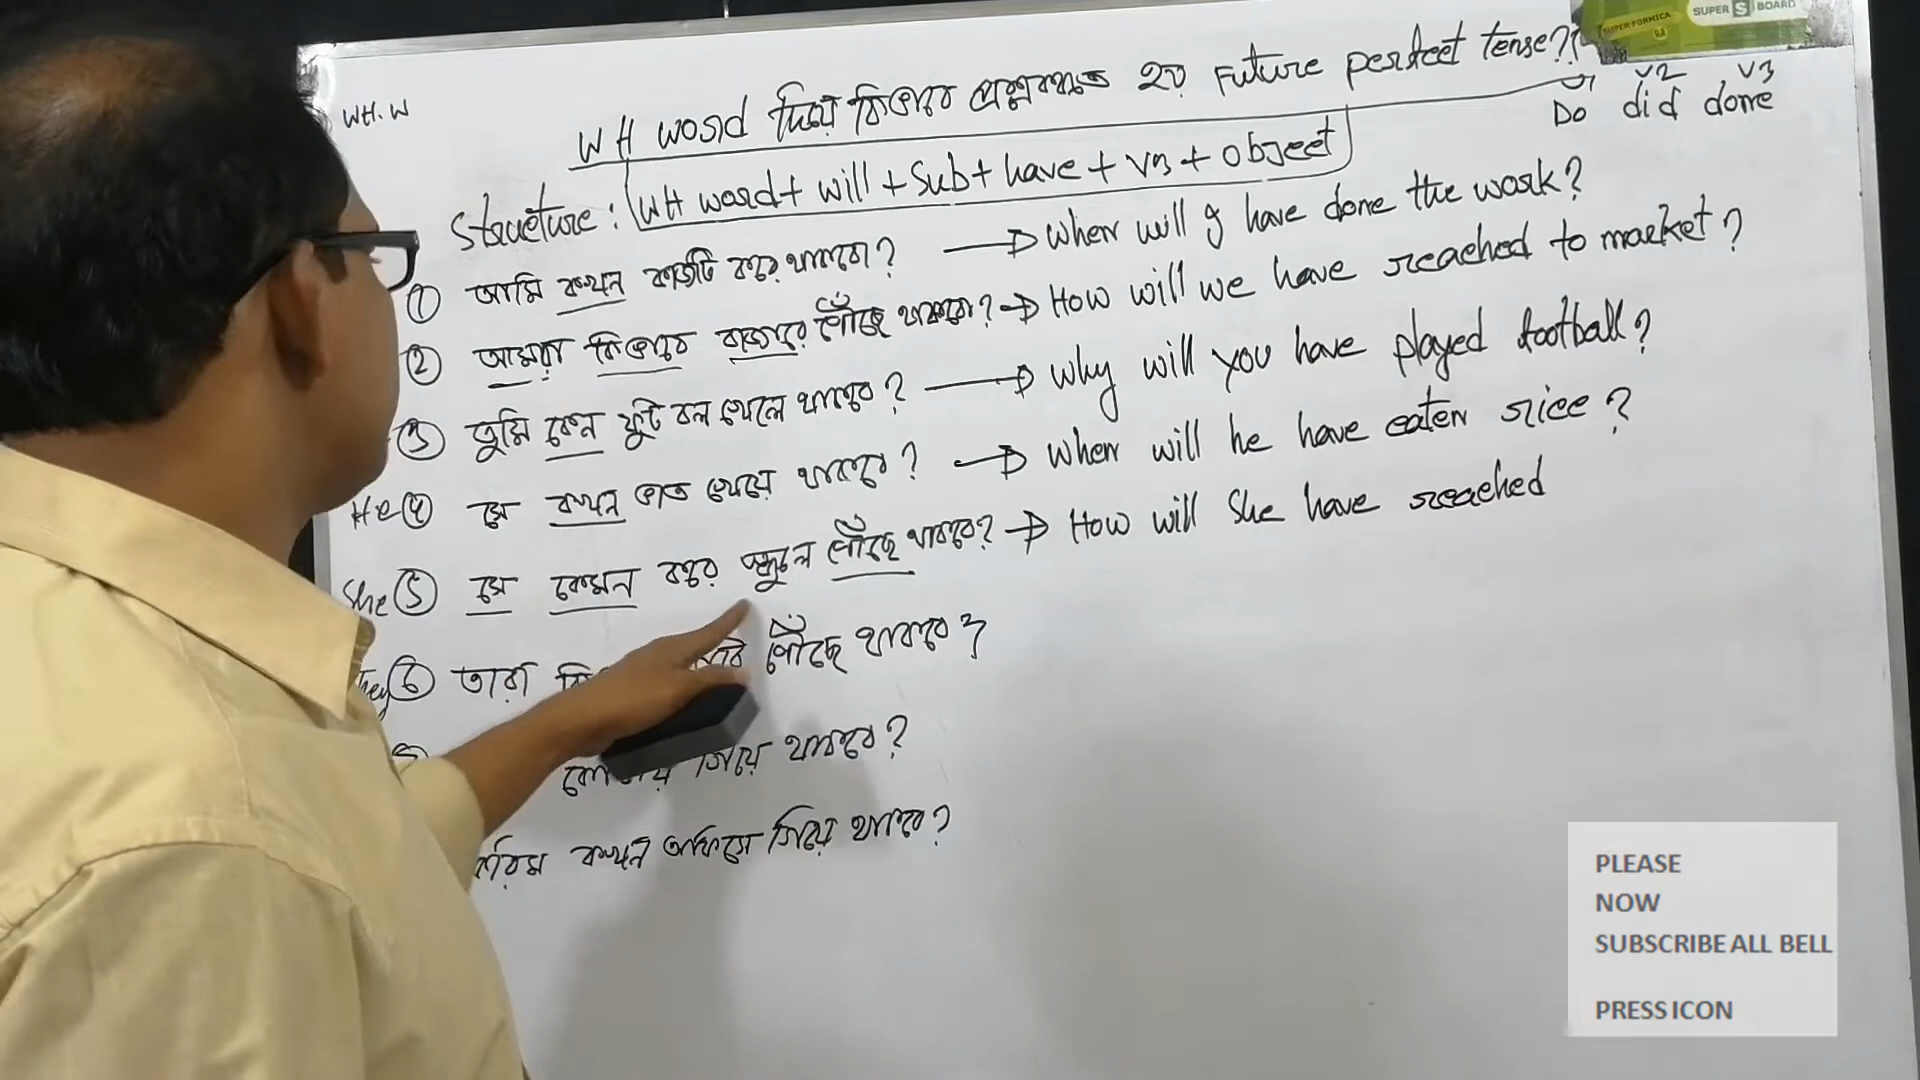 SUPER FORMICA SUPER S BOARD
WH. W
WH word দিয়ে কিভাবে প্রশ্নবোধক হয় Future perfect tense??
V2 V3
Do did done
Structure: WH word + will + Sub + have + V3 + Object
① আমি কখন কাজটি করে থাকবো? → When will I have done the work?
② আমরা কিভাবে বাজারে পৌঁছে থাকবো? → How will we have reached to market?
③ তুমি কেন ফুটবল খেলে থাকবে? → Why will you have played football?
He ④ সে কখন ভাত খেয়ে থাকবে? → When will he have eaten rice?
She ⑤ সে কেমন করে স্কুলে পৌঁছে থাকবে? → How will She have reached
They ⑥ তারা পৌঁছে থাকবে?
কোথায় গিয়ে থাকবে?
করিম কখন অফিসে গিয়ে থাকবে?
PLEASE
NOW
SUBSCRIBE ALL BELL
PRESS ICON